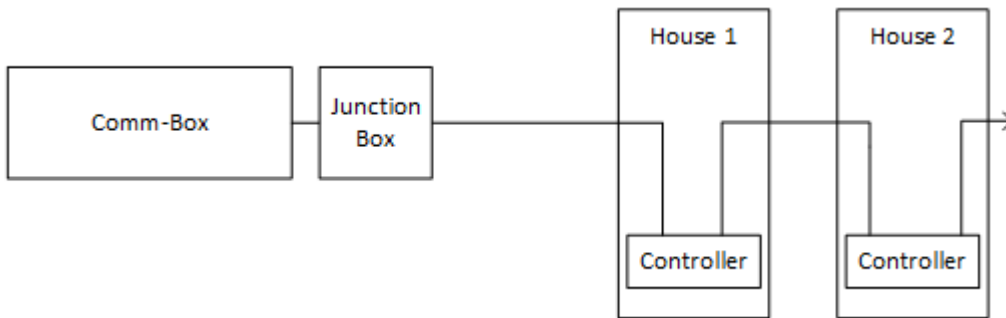 House 1
House 2
Comm-Box
Junction
Box
Controller
Controller